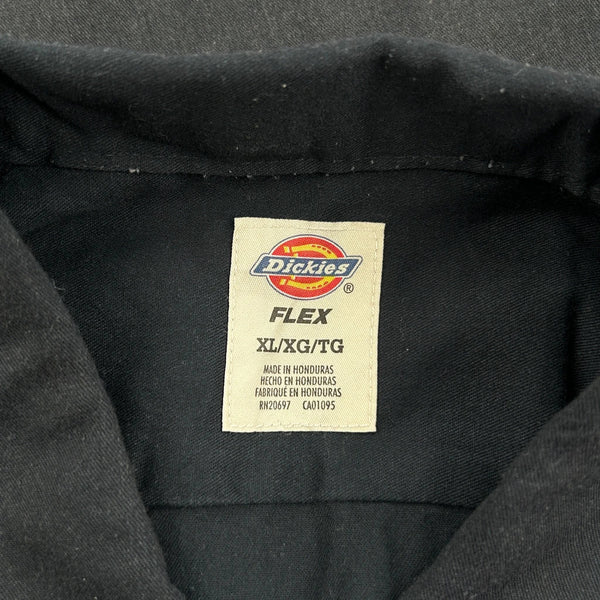 Dickies
®
FLEX
XL/XG/TG
MADE IN HONDURAS
HECHO EN HONDURAS
FABRIQUÉ EN HONDURAS
RN20697 CA01095